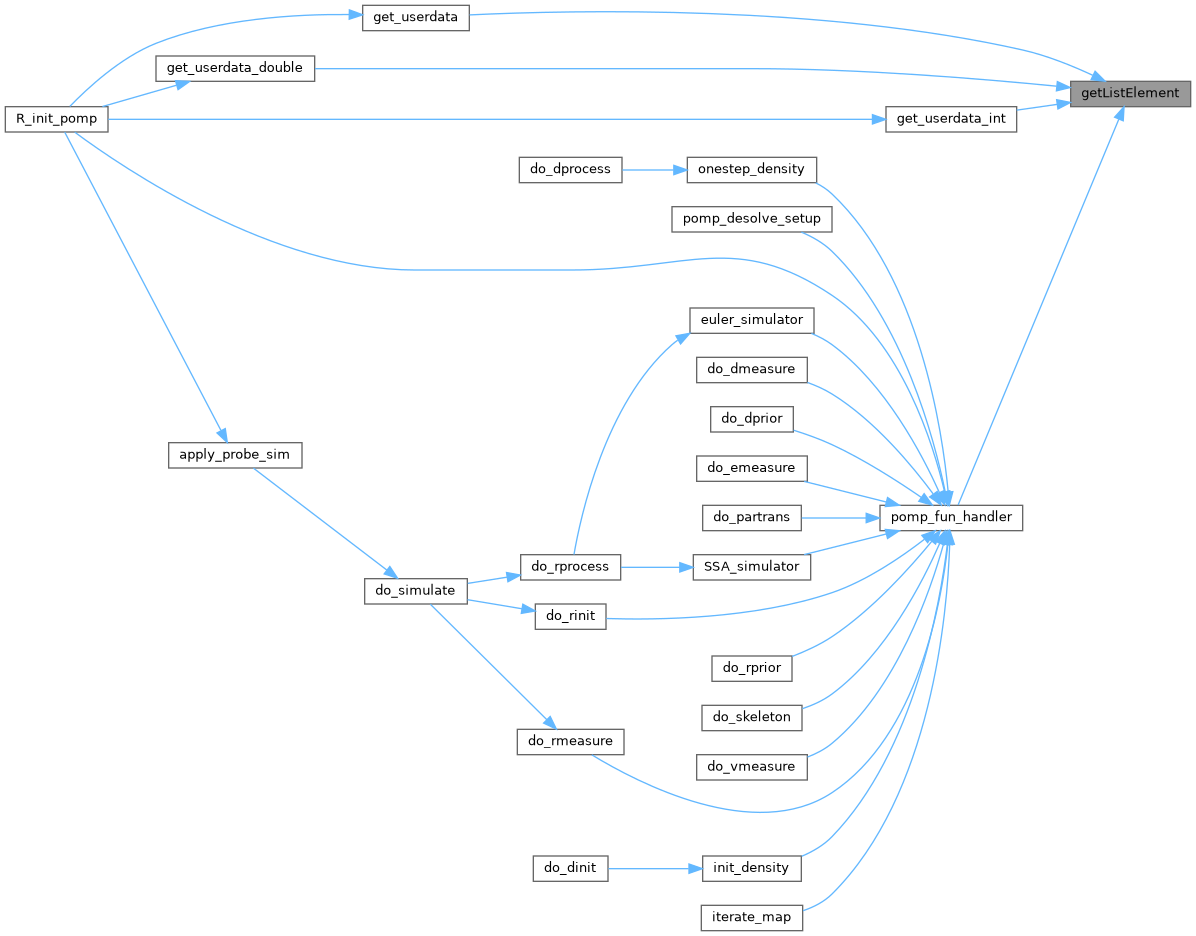 get_userdata
get_userdata_double
getListElement
R_init_pomp
get_userdata_int
do_dprocess
onestep_density
pomp_desolve_setup
euler_simulator
do_dmeasure
do_dprior
apply_probe_sim
do_emeasure
do_partrans
pomp_fun_handler
do_rprocess
SSA_simulator
do_simulate
do_rinit
do_rprior
do_skeleton
do_rmeasure
do_vmeasure
do_dinit
init_density
iterate_map